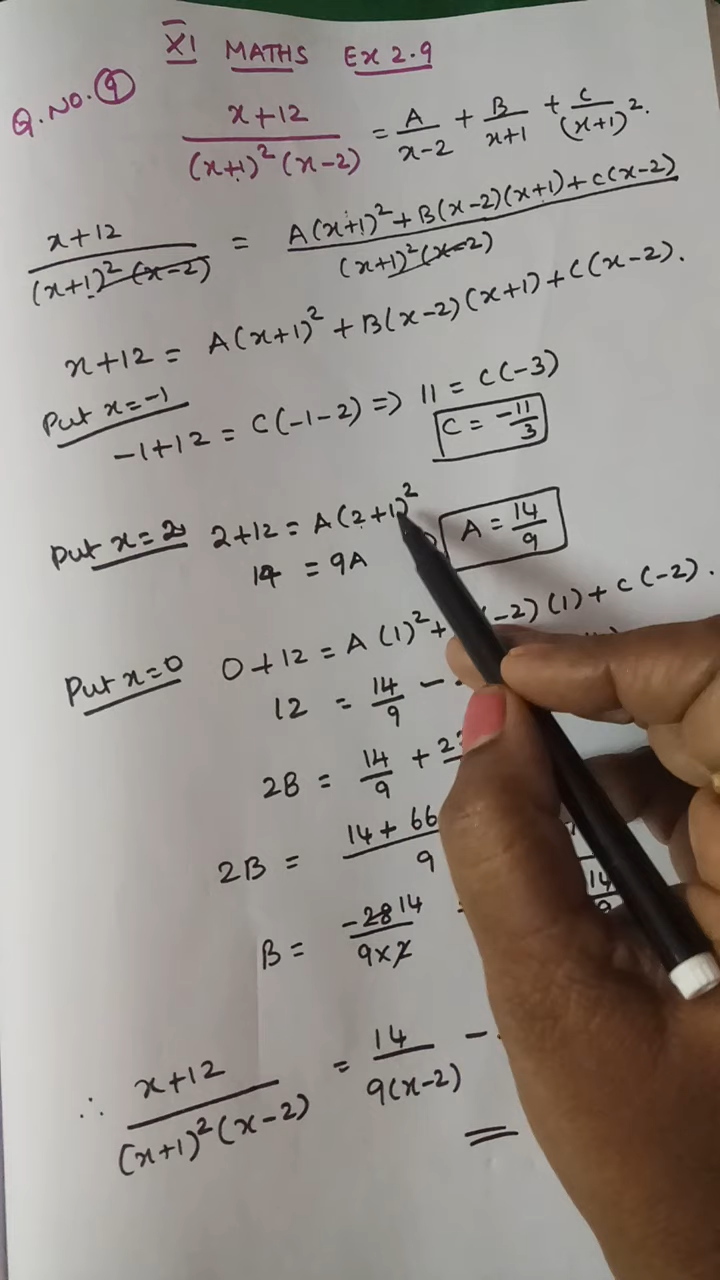 XI MATHS Ex 2.9
Q.NO. 9
x+12 / (x+1)² (x-2) = A / x-2 + B / x+1 + C / (x+1)².
x+12 / (x+1)² (x-2) = A(x+1)² + B(x-2)(x+1) + C(x-2) / (x+1)² (x-2)
x+12 = A(x+1)² + B(x-2)(x+1) + C(x-2).
Put x=-1
-1+12 = C(-1-2) => 11 = C(-3)
C = -11/3
Put x=2 2+12 = A(2+1)²
14 = 9A
A = 14/9
Put x=0 0+12 = A(1)² + (-2)(1) + C(-2).
12 = 14/9 -
2B = 14/9 +
2B = 14+66 / 9
B = -28 14 / 9×2
14
∴ x+12 / (x+1)² (x-2) = 14 / 9(x-2) -